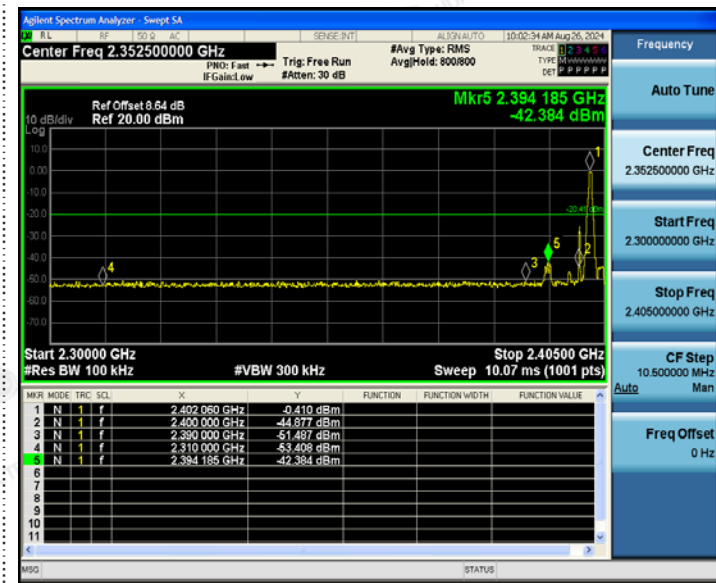 Agilent Spectrum Analyzer - Swept SA
RL RF 50 Ω AC SENSE:INT ALIGN AUTO 10:02:34 AM Aug 26, 2024
Center Freq 2.352500000 GHz
PNO: Fast
IFGain:Low
Trig: Free Run
#Atten: 30 dB
#Avg Type: RMS
Avg|Hold: 800/800
TRACE 1 2 3 4 5 6
TYPE M W W W W W
DET P P P P P P
Ref Offset 8.64 dB
10 dB/div Ref 20.00 dBm
Log
Mkr5 2.394 185 GHz
-42.384 dBm
10.0
0.00
-10.0
-20.0
-30.0
-40.0
-50.0
-60.0
-70.0
-20.41 dBm
1
2
3
4
5
Start 2.30000 GHz Stop 2.40500 GHz
#Res BW 100 kHz #VBW 300 kHz Sweep 10.07 ms (1001 pts)
MKR MODE TRC SCL X Y FUNCTION FUNCTION WIDTH FUNCTION VALUE
1 N 1 f 2.402 060 GHz -0.410 dBm
2 N 1 f 2.400 000 GHz -44.877 dBm
3 N 1 f 2.390 000 GHz -51.487 dBm
4 N 1 f 2.310 000 GHz -53.408 dBm
5 N 1 f 2.394 185 GHz -42.384 dBm
6
7
8
9
10
11
MSG STATUS
Frequency
Auto Tune
Center Freq
2.352500000 GHz
Start Freq
2.300000000 GHz
Stop Freq
2.405000000 GHz
CF Step
10.500000 MHz
Auto Man
Freq Offset
0 Hz